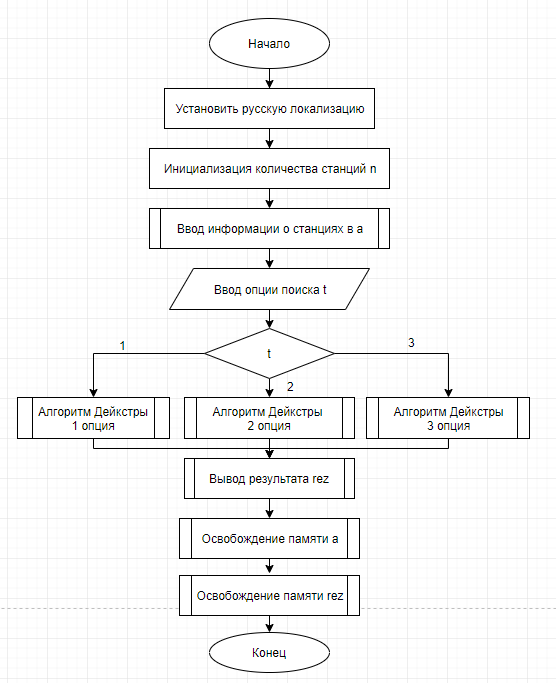 Начало
Установить русскую локализацию
Инициализация количества станций n
Ввод информации о станциях в a
Ввод опции поиска t
t
1
2
3
Алгоритм Дейкстры
1 опция
Алгоритм Дейкстры
2 опция
Алгоритм Дейкстры
3 опция
Вывод результата rez
Освобождение памяти a
Освобождение памяти rez
Конец